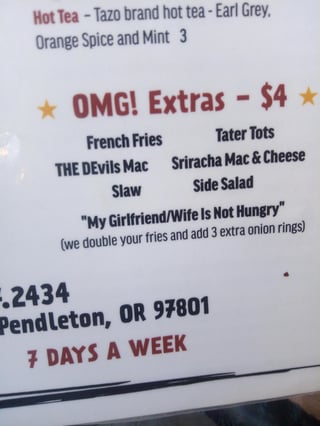 Hot Tea - Tazo brand hot tea - Earl Grey,
Orange Spice and Mint 3
OMG! Extras - $4
French Fries Tater Tots
THE DEvils Mac Sriracha Mac & Cheese
Slaw Side Salad
"My Girlfriend/Wife Is Not Hungry"
(we double your fries and add 3 extra onion rings)
.2434
Pendleton, OR 97801
7 DAYS A WEEK